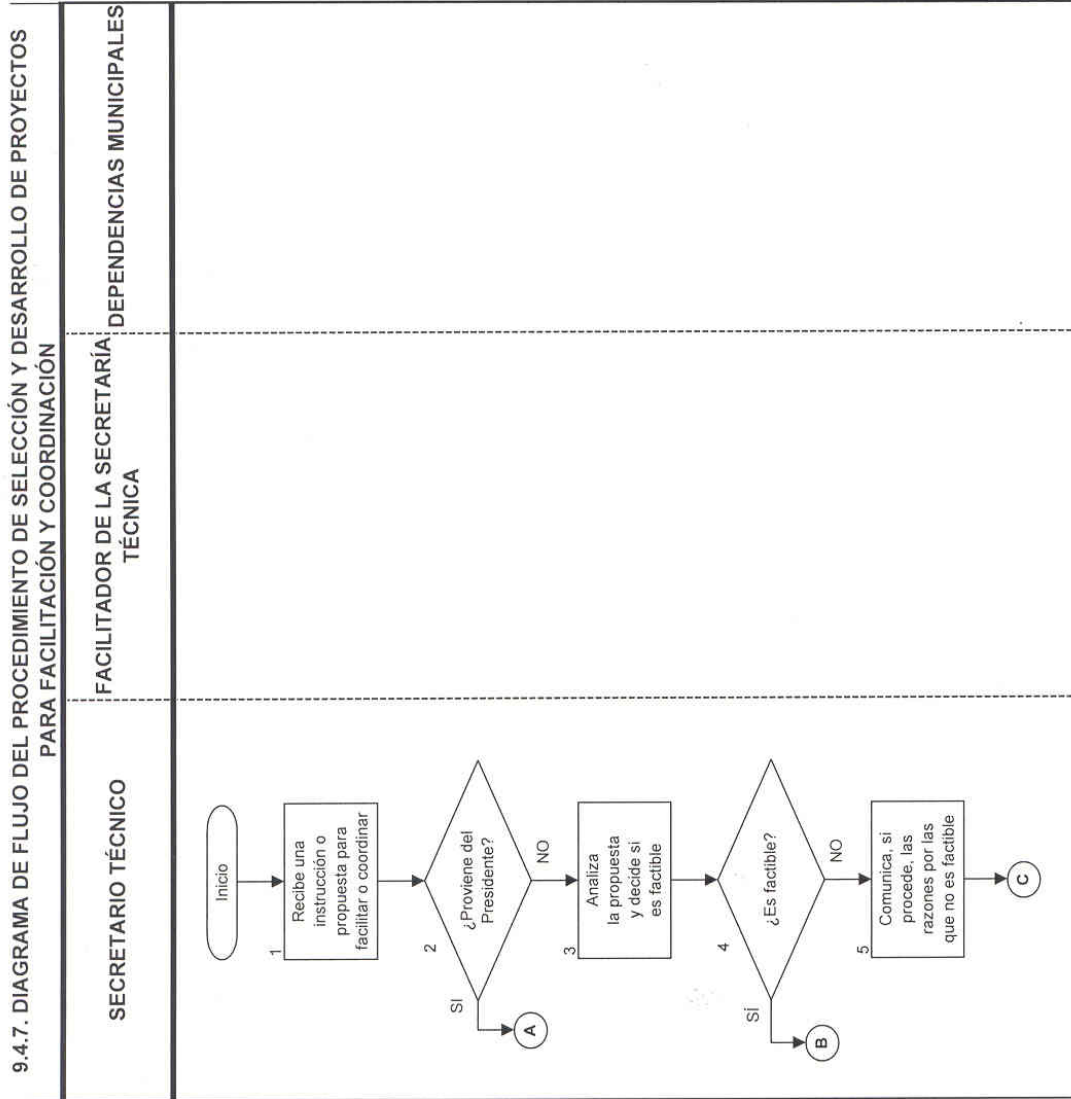 9.4.7. DIAGRAMA DE FLUJO DEL PROCEDIMIENTO DE SELECCIÓN Y DESARROLLO DE PROYECTOS
PARA FACILITACIÓN Y COORDINACIÓN
SECRETARIO TÉCNICO
FACILITADOR DE LA SECRETARÍA
TÉCNICA
DEPENDENCIAS MUNICIPALES
Inicio
1
Recibe una
instrucción o
propuesta para
facilitar o coordinar
2
¿Proviene del
Presidente?
SI
A
NO
3
Analiza
la propuesta
y decide si
es factible
4
¿Es factible?
SÍ
B
NO
5
Comunica, si
procede, las
razones por las
que no es factible
C